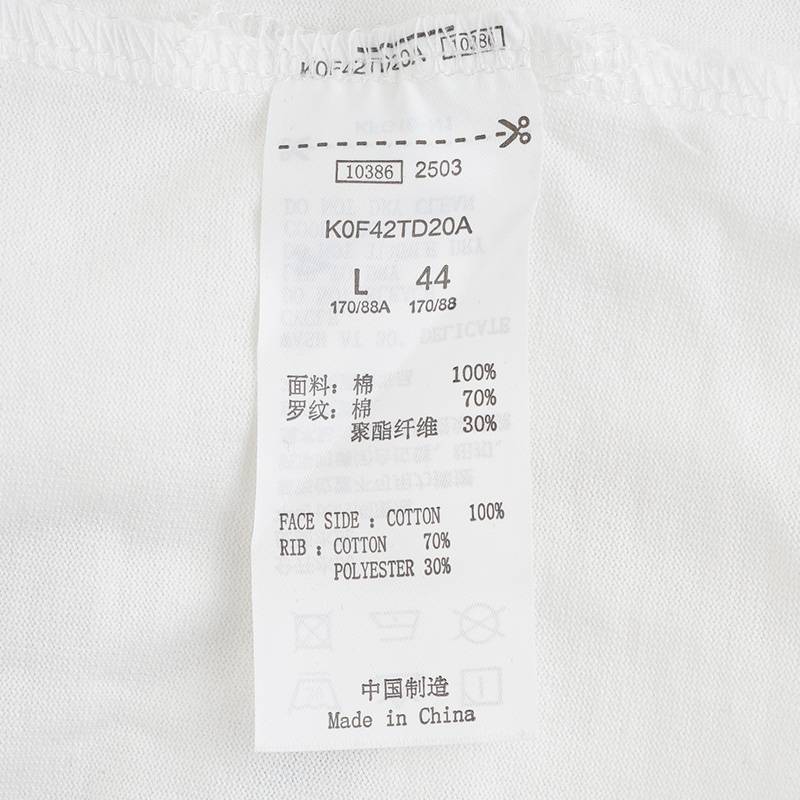 K0F42TD20A 10386
10386 2503
K0F42TD20A
L 44
170/88A 170/88
面料：棉 100%
罗纹：棉 70%
聚酯纤维 30%
FACE SIDE : COTTON 100%
RIB : COTTON 70%
POLYESTER 30%
中国制造
Made in China